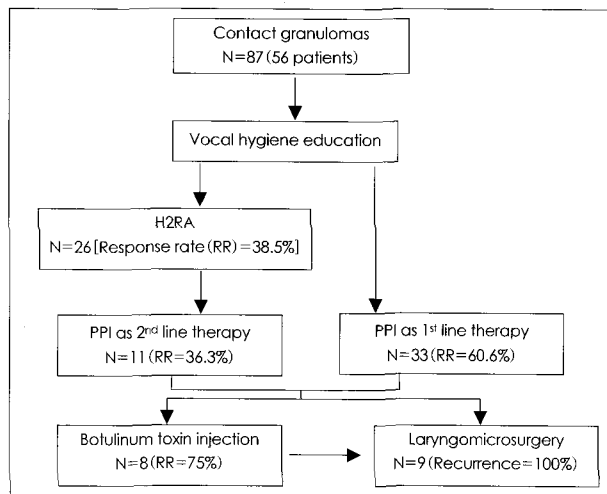 Contact granulomas
N=87(56 patients)
Vocal hygiene education
H2RA
N=26[Response rate(RR)=38.5%]
PPI as 2nd line therapy
N=11(RR=36.3%)
PPI as 1st line therapy
N=33(RR=60.6%)
Botulinum toxin injection
N=8(RR=75%)
Laryngomicrosurgery
N=9(Recurrence=100%)